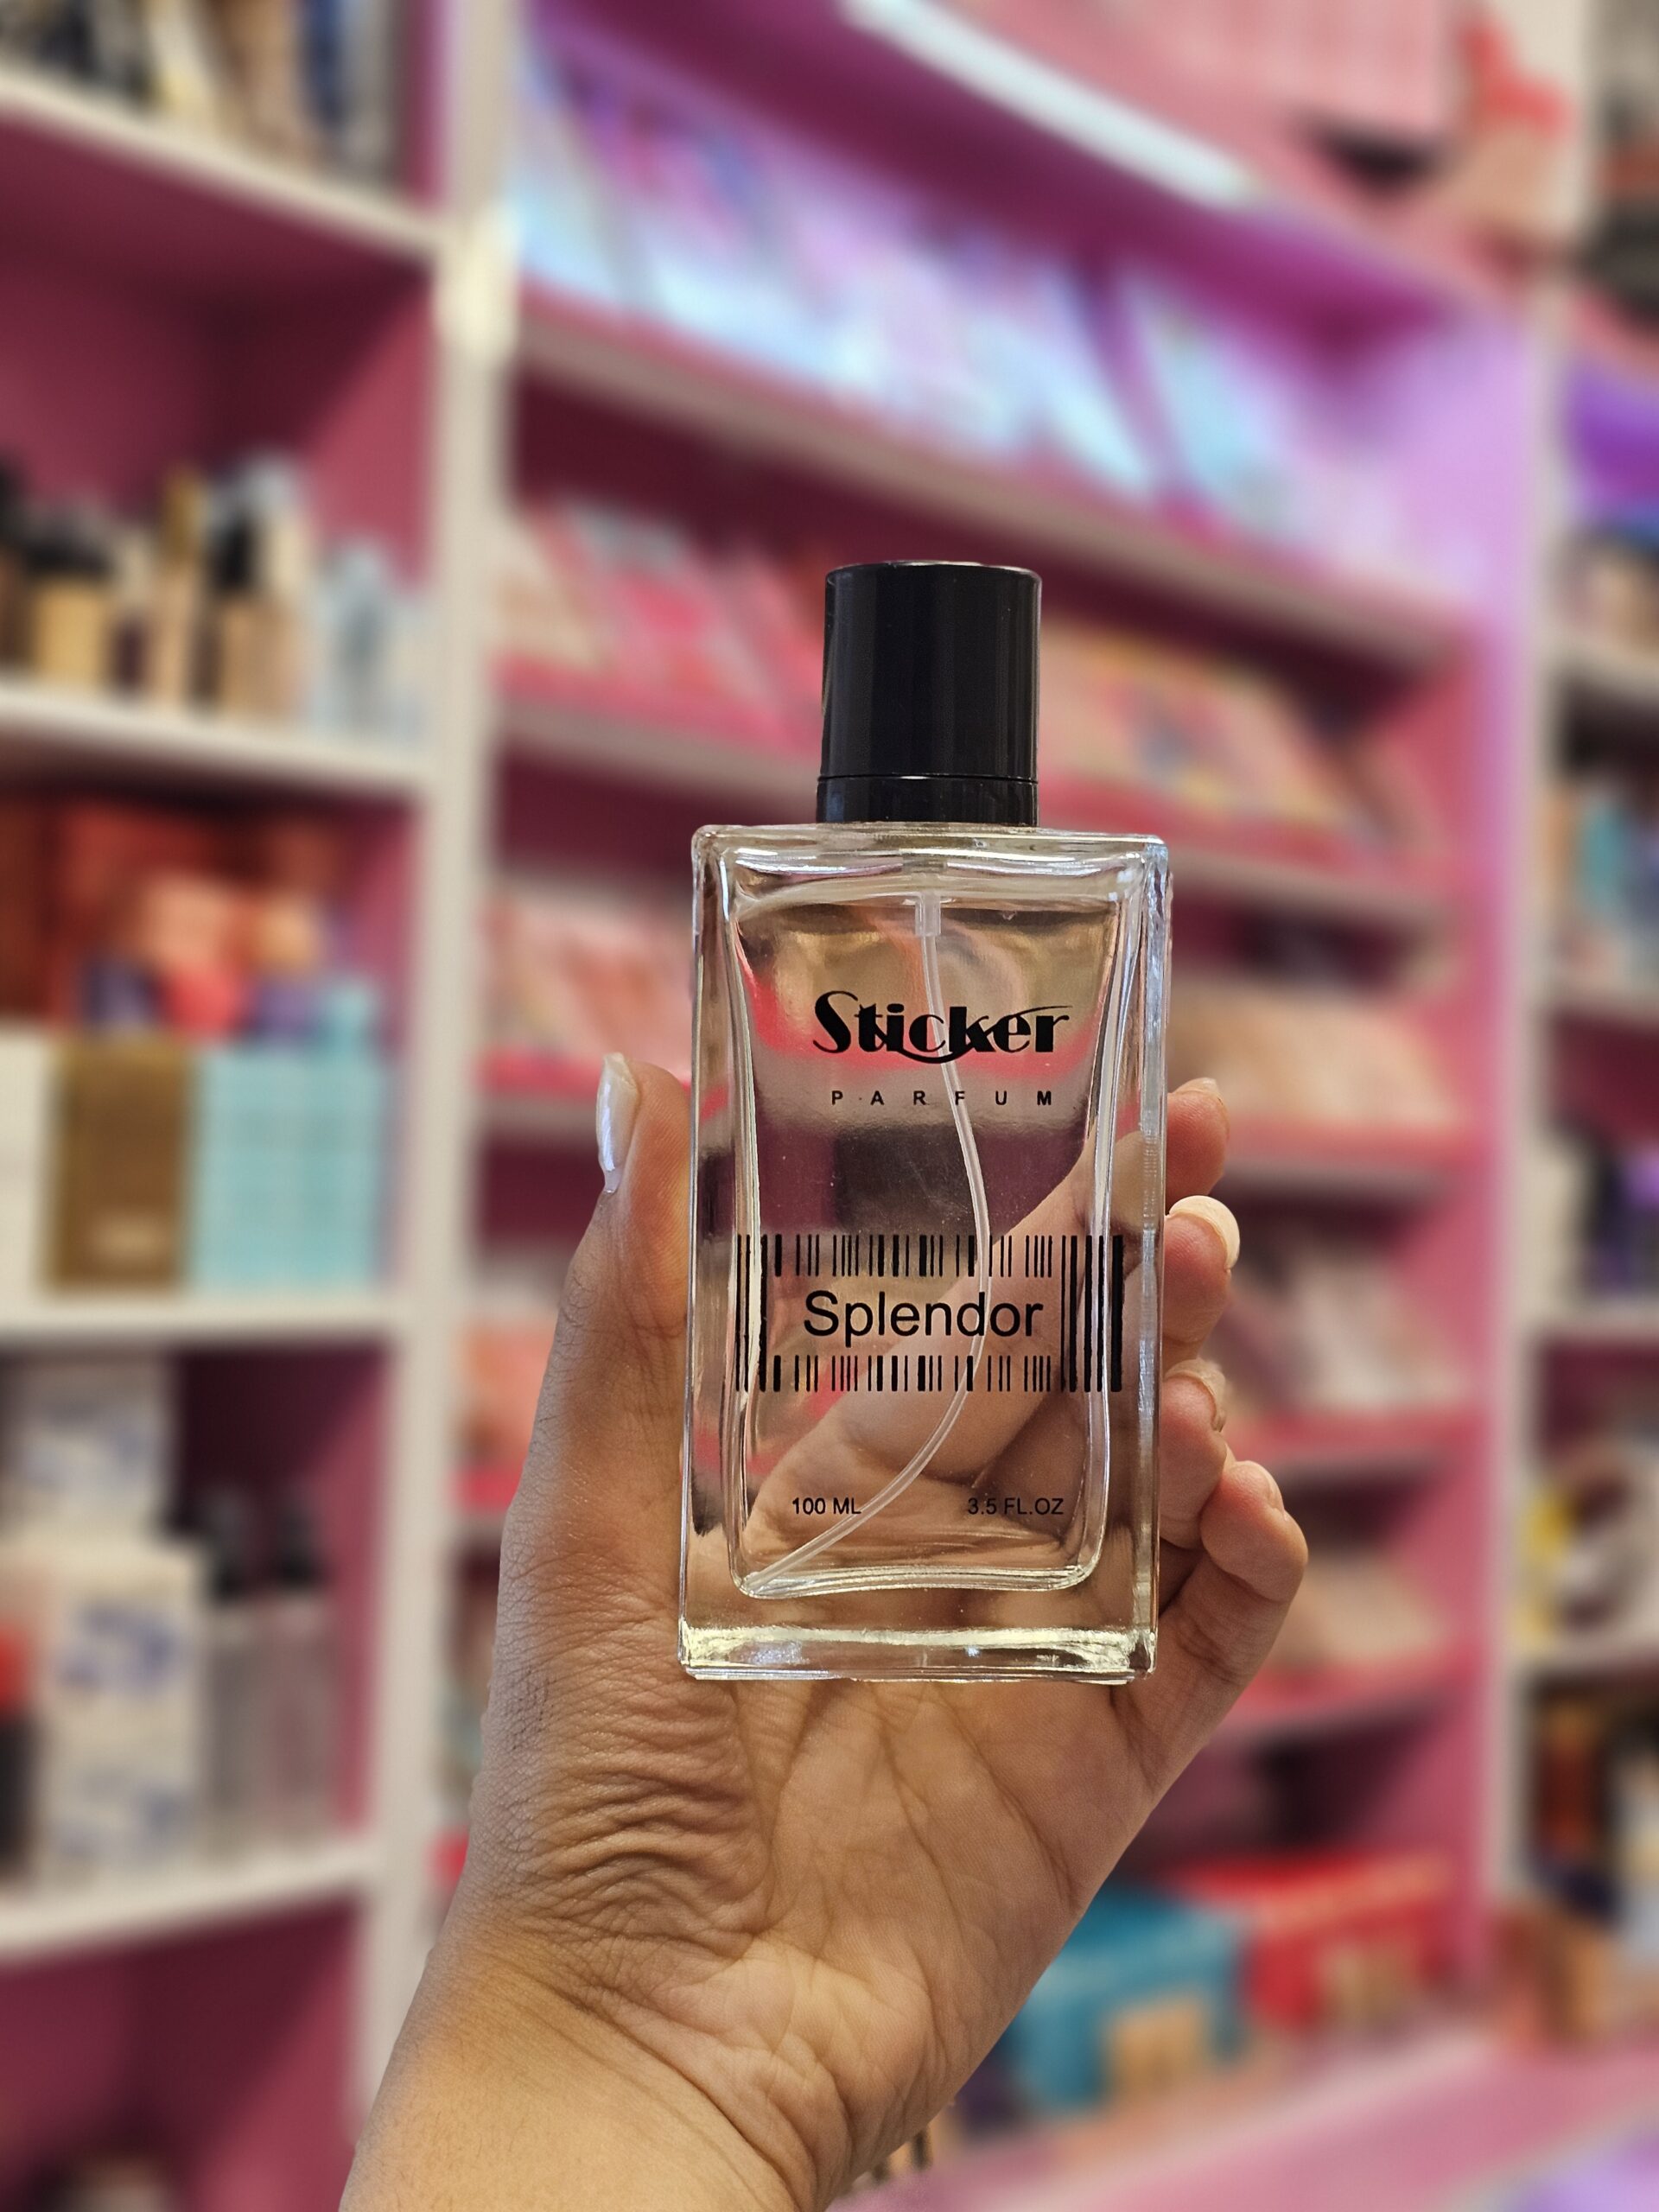 Sticker
PARFUM
Splendor
100 ML 3.5 FL.OZ